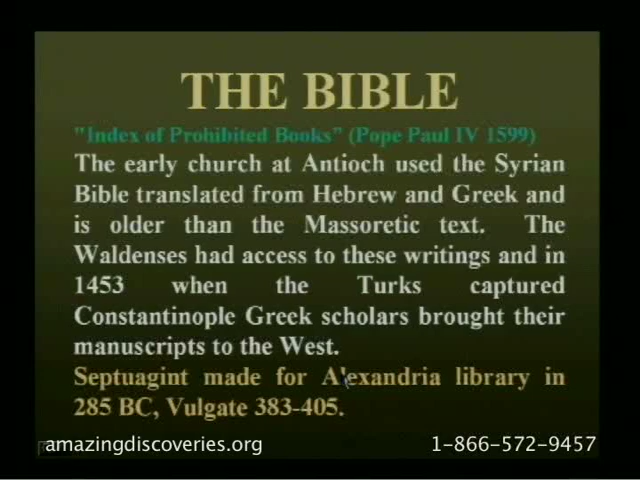 THE BIBLE
"Index of Prohibited Books" (Pope Paul IV 1599)
The early church at Antioch used the Syrian
Bible translated from Hebrew and Greek and
is older than the Massoretic text. The
Waldenses had access to these writings and in
1453 when the Turks captured
Constantinople Greek scholars brought their
manuscripts to the West.
Septuagint made for Alexandria library in
285 BC, Vulgate 383-405.
amazingdiscoveries.org 1-866-572-9457